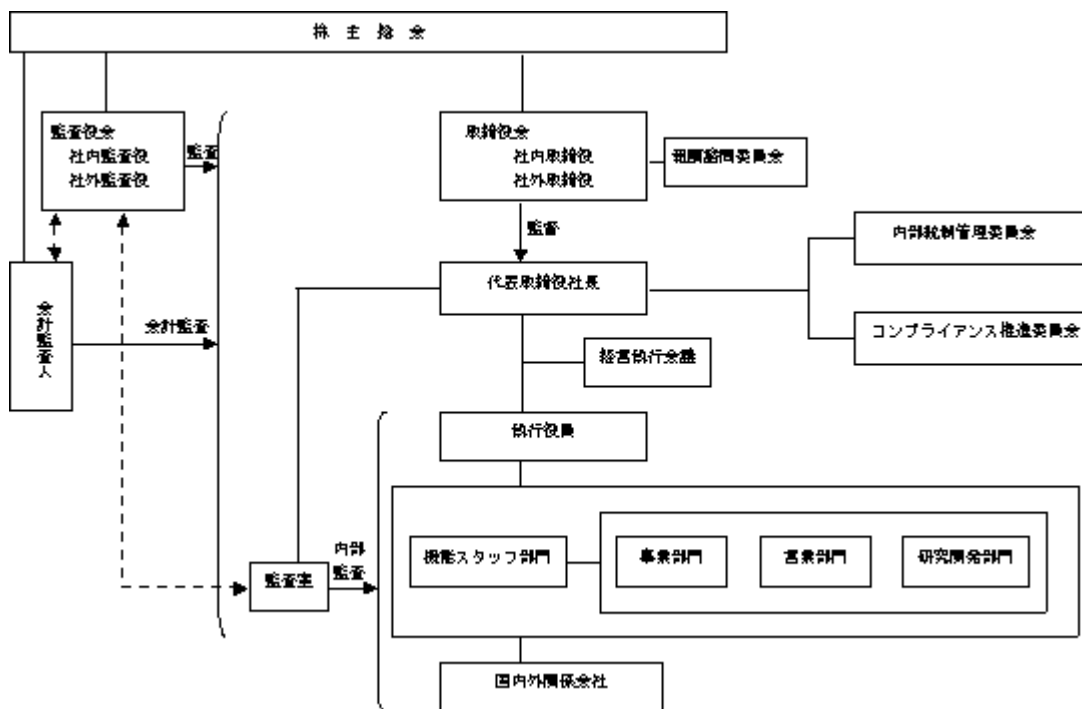 株主総会
監査役会
社内監査役
社外監査役
監査
取締役会
社内取締役
社外取締役
報酬諮問委員会
監督
内部統制管理委員会
代表取締役社長
会計監査人
会計監査
コンプライアンス推進委員会
経営執行会議
執行役員
内部
監査
監査室
機能スタッフ部門
事業部門
営業部門
研究開発部門
国内外関係会社